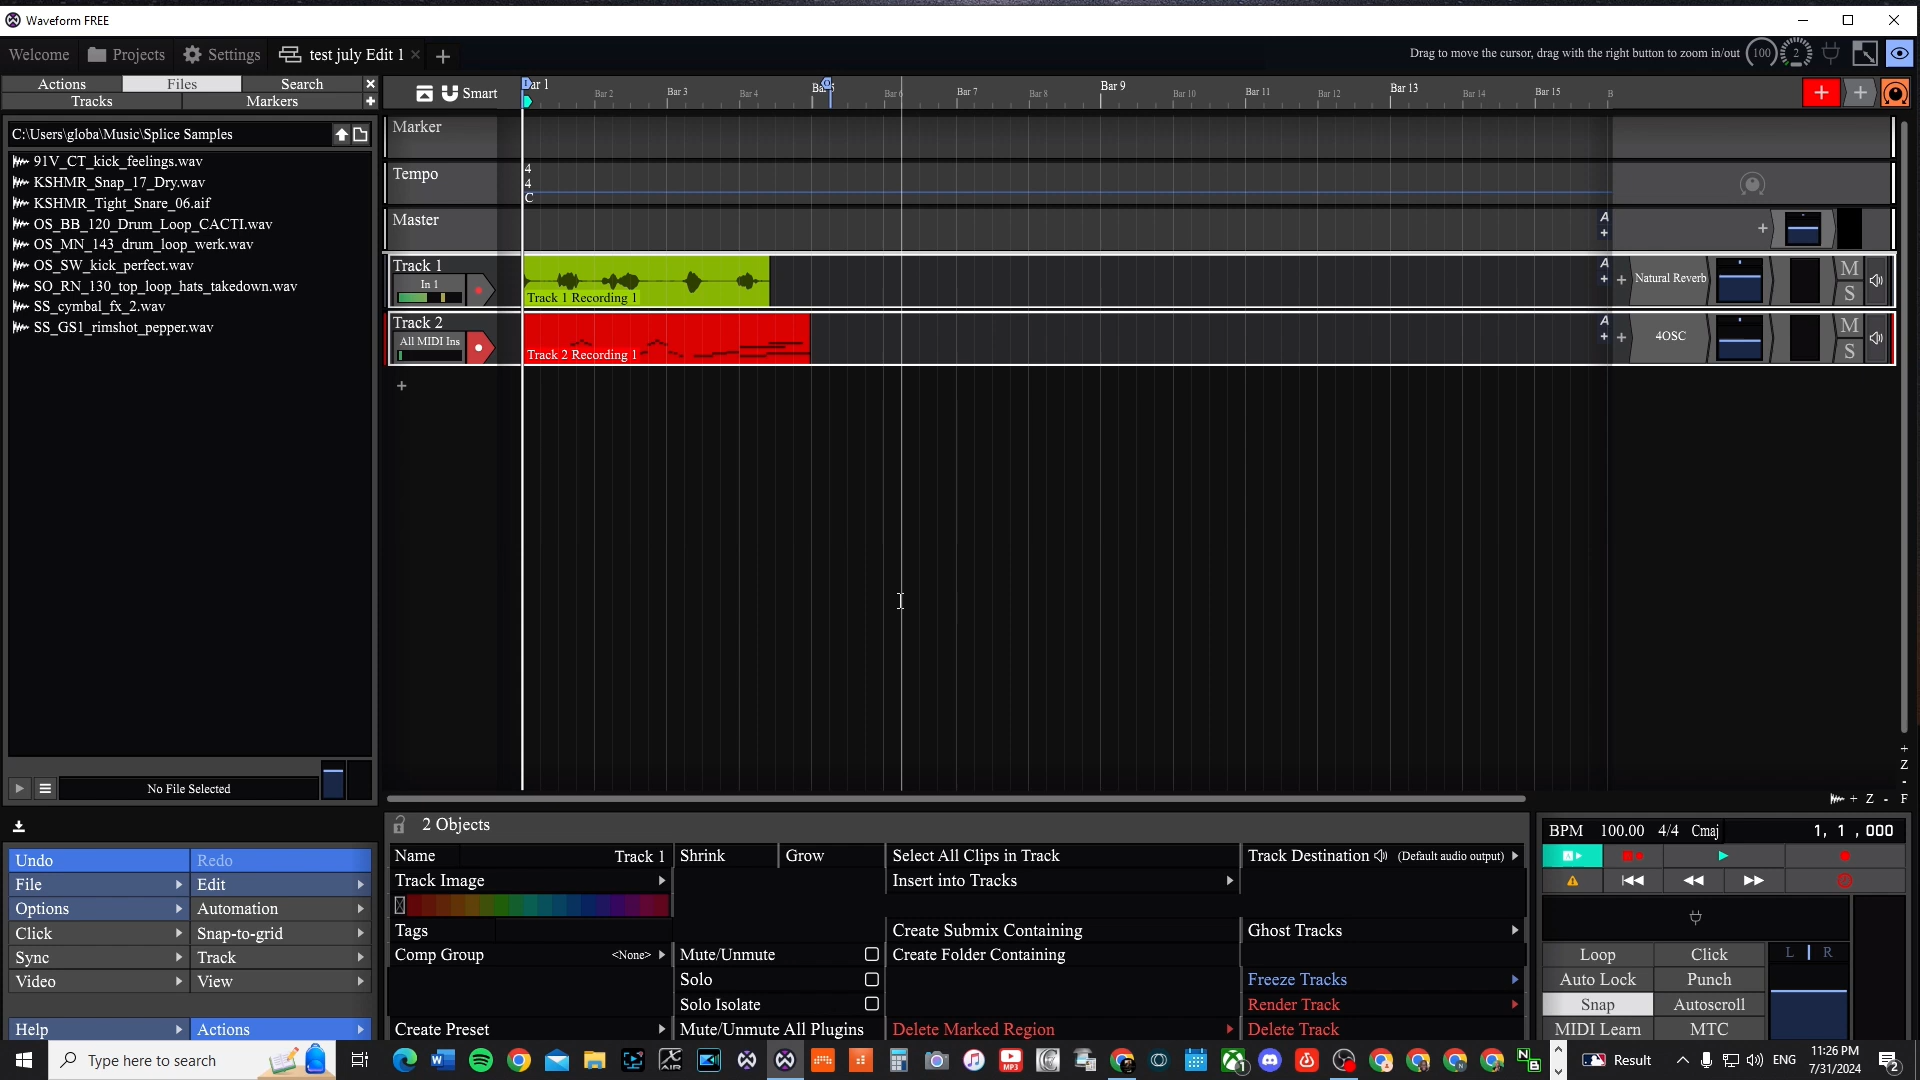 Waveform FREE
Welcome Projects Settings test july Edit 1
Drag to move the cursor, drag with the right button to zoom in/out 100 2
Actions Files Search
Tracks Markers
C:\Users\globa\Music\Splice Samples
91V_CT_kick_feelings.wav
KSHMR_Snap_17_Dry.wav
KSHMR_Tight_Snare_06.aif
OS_BB_120_Drum_Loop_CACTI.wav
OS_MN_143_drum_loop_werk.wav
OS_SW_kick_perfect.wav
SO_RN_130_top_loop_hats_takedown.wav
SS_cymbal_fx_2.wav
SS_GS1_rimshot_pepper.wav
No File Selected
Smart
Bar 2 Bar 3 Bar 4 Bar 6 Bar 7 Bar 8 Bar 9 Bar 10 Bar 11 Bar 12 Bar 13 Bar 14 Bar 15 B
Marker
Tempo
4
4
C
Master
A
Track 1
In 1
Track 1 Recording 1
A
Natural Reverb
M
S
Track 2
All MIDI Ins
Track 2 Recording 1
A
4OSC
M
S
+ Z - F
+
Z
-
Undo Redo
File Edit
Options Automation
Click Snap-to-grid
Sync Track
Video View
Help Actions
2 Objects
Name Track 1 Shrink Grow Select All Clips in Track Track Destination (Default audio output)
Track Image Insert into Tracks
Tags Create Submix Containing Ghost Tracks
Comp Group <None> Mute/Unmute Create Folder Containing
Solo Freeze Tracks
Solo Isolate Render Track
Create Preset Mute/Unmute All Plugins Delete Marked Region Delete Track
BPM 100.00 4/4 Cmaj 1, 1 , 000
Loop Click L R
Auto Lock Punch
Snap Autoscroll
MIDI Learn MTC
Type here to search
Result
ENG
11:26 PM
7/31/2024
2